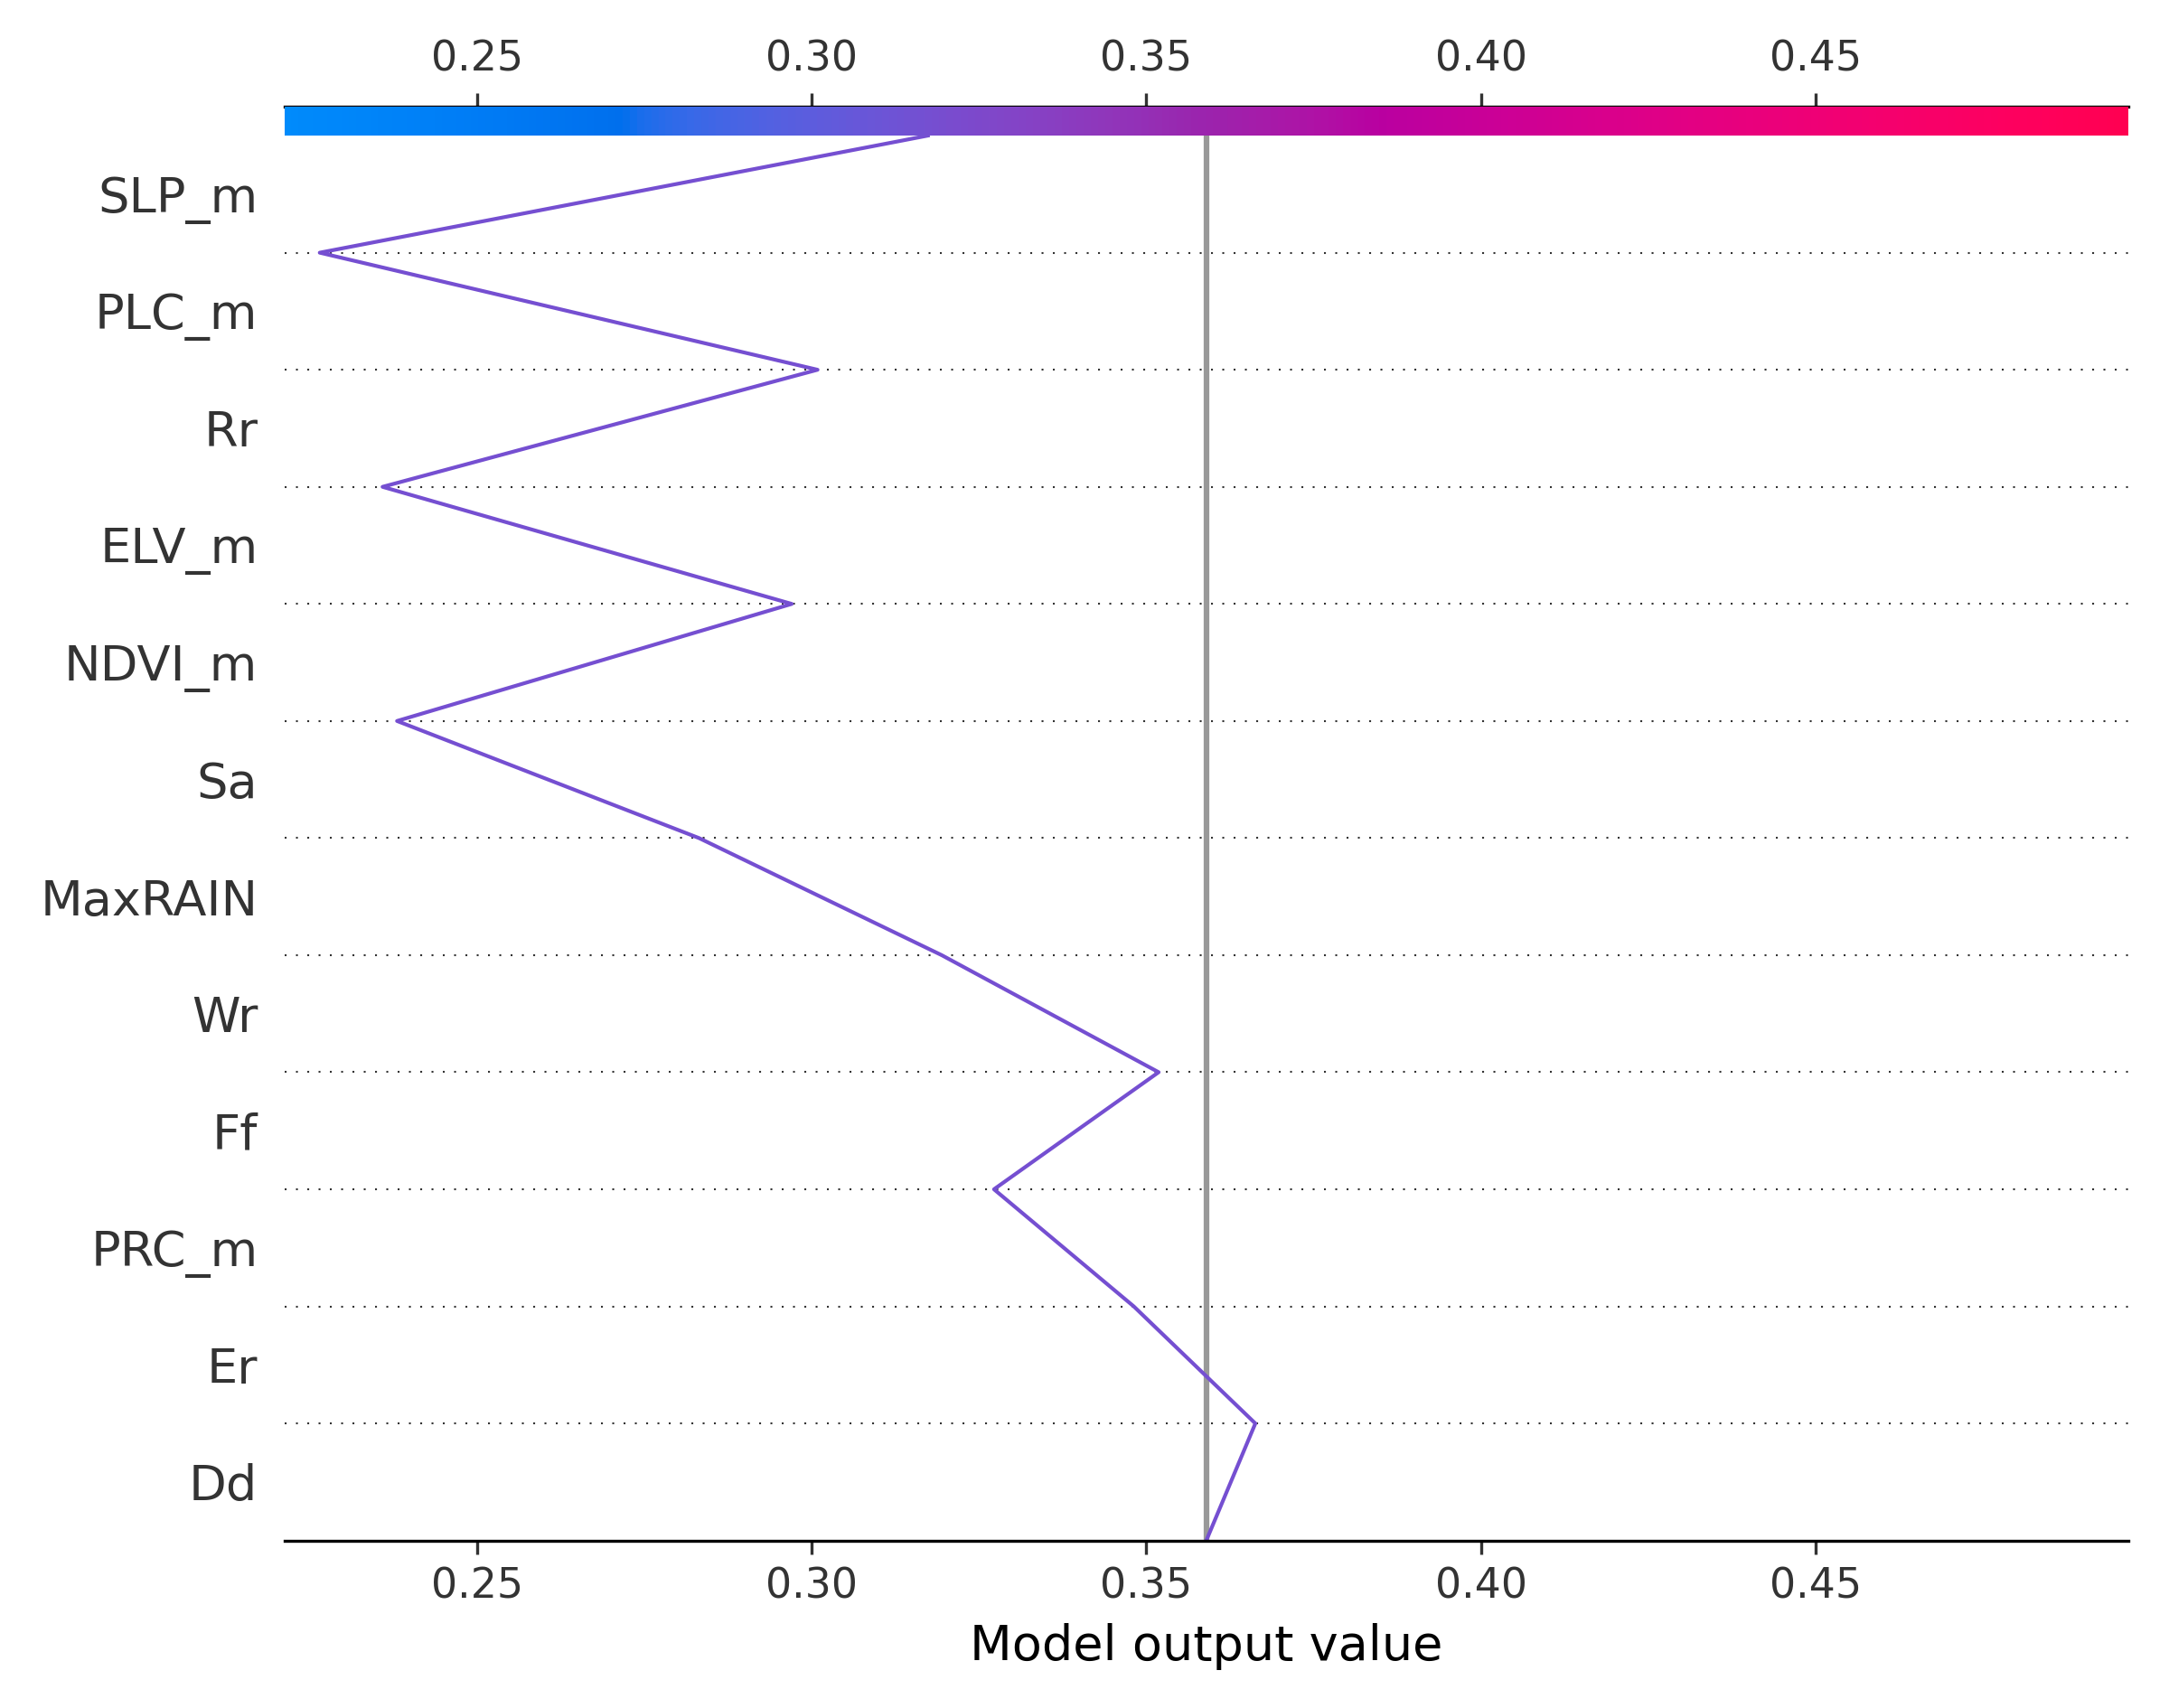 0.25 0.30 0.35 0.40 0.45
SLP_m
PLC_m
Rr
ELV_m
NDVI_m
Sa
MaxRAIN
Wr
Ff
PRC_m
Er
Dd
0.25 0.30 0.35 0.40 0.45
Model output value